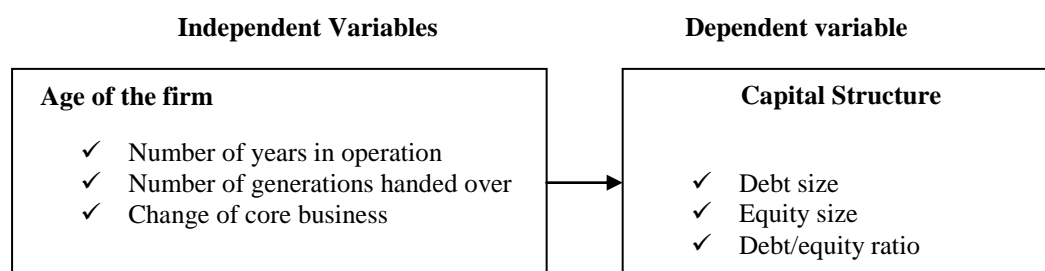 Independent Variables
Dependent variable
Age of the firm
✓ Number of years in operation
✓ Number of generations handed over
✓ Change of core business
Capital Structure
✓ Debt size
✓ Equity size
✓ Debt/equity ratio